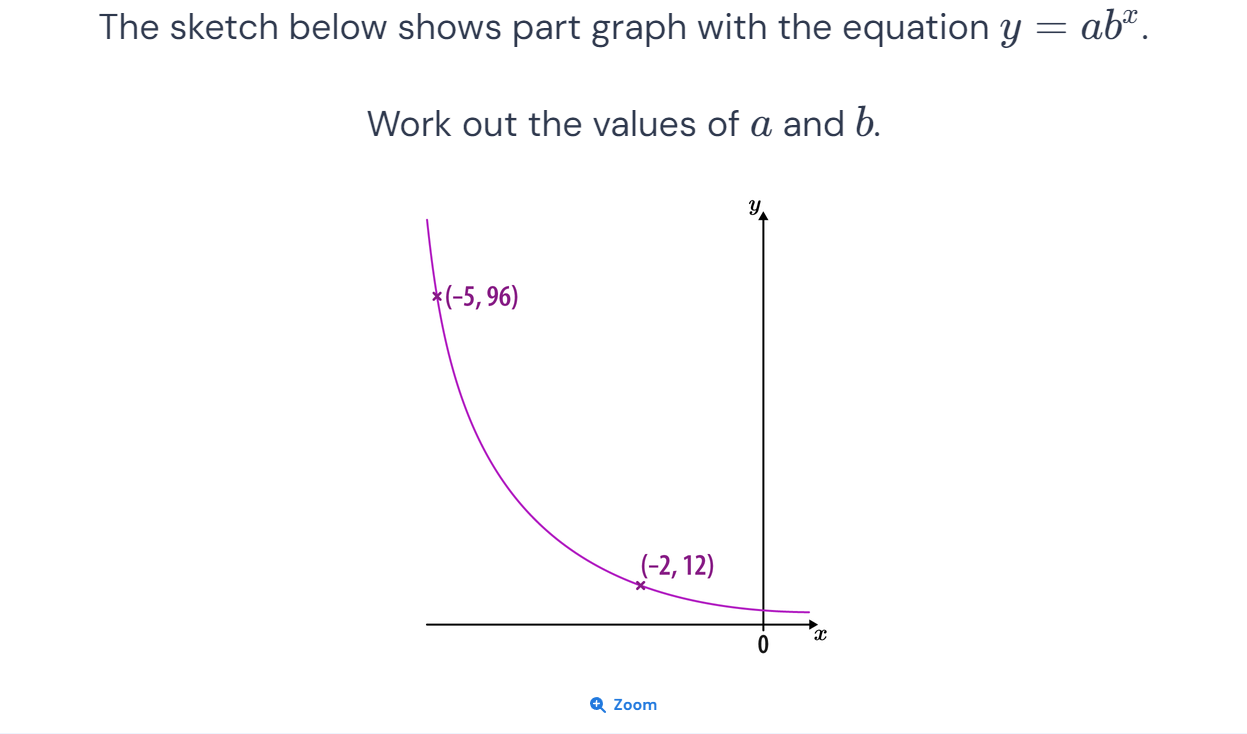 The sketch below shows part graph with the equation y = ab^x.
Work out the values of a and b.
y
(–5, 96)
(–2, 12)
x
0
Zoom